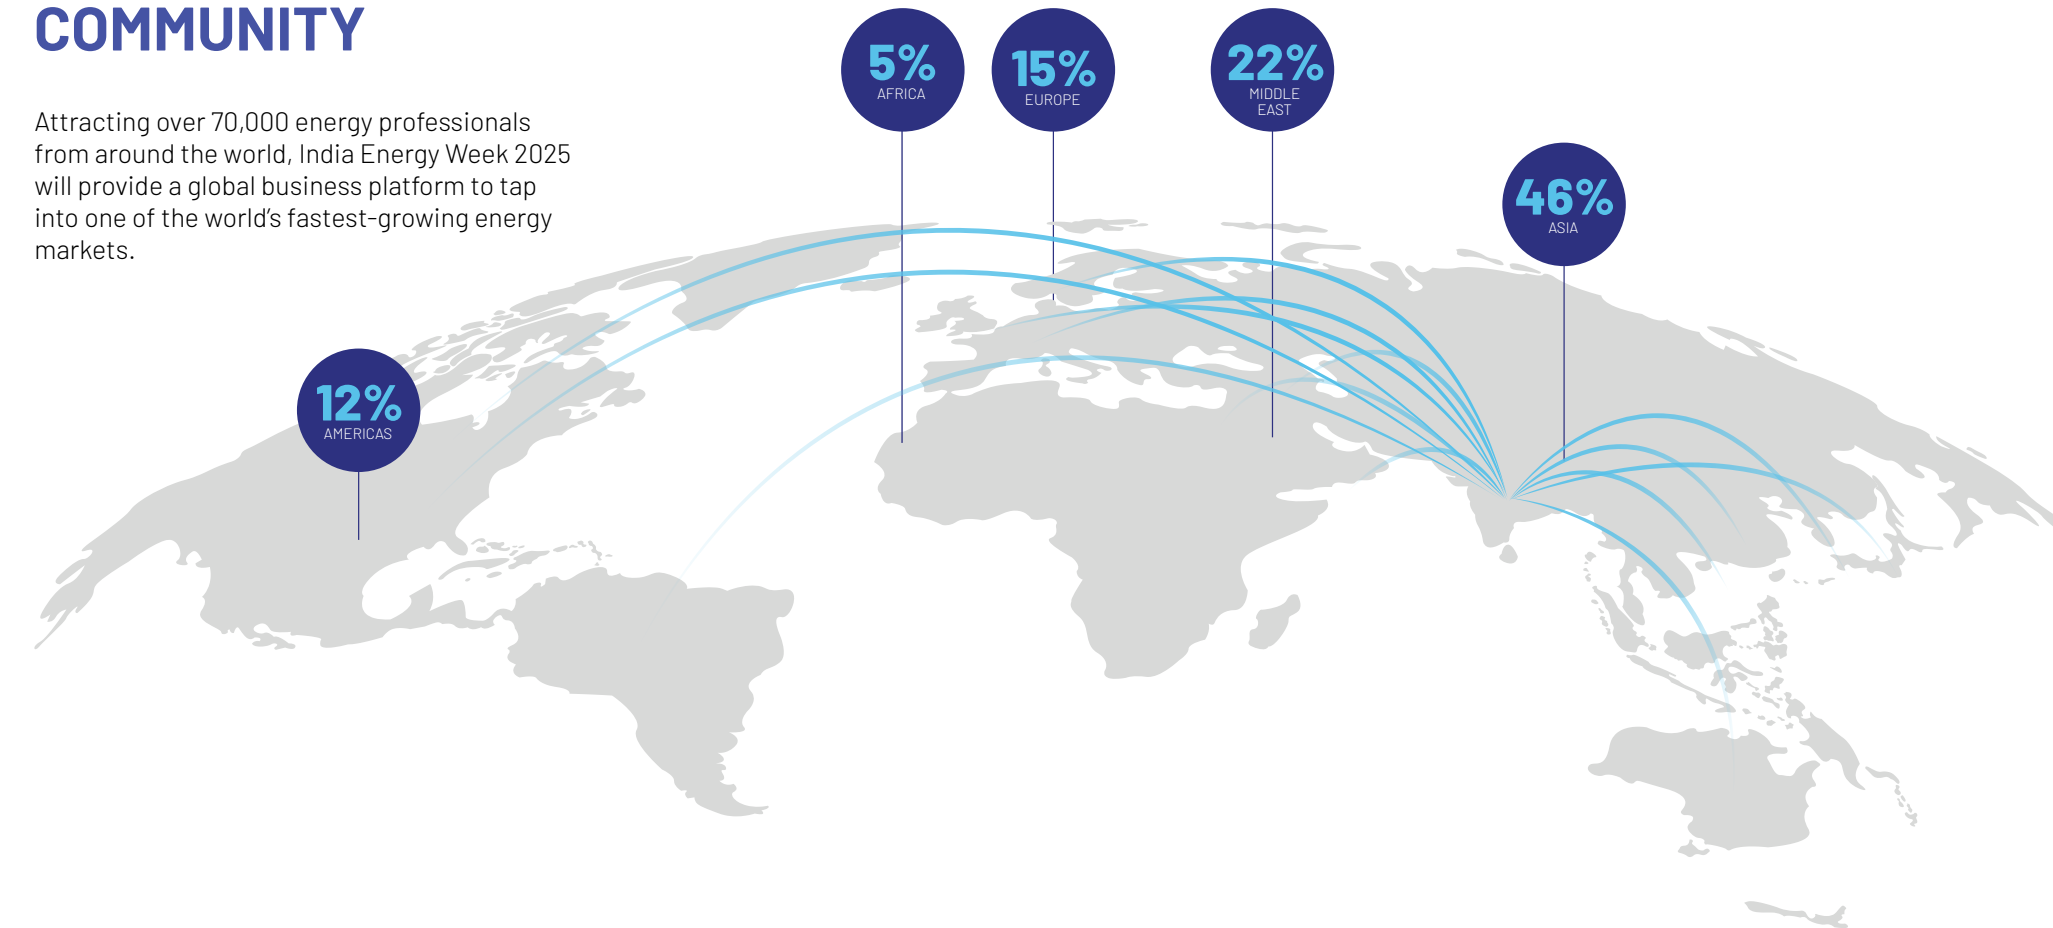 COMMUNITY
Attracting over 70,000 energy professionals
from around the world, India Energy Week 2025
will provide a global business platform to tap
into one of the world's fastest-growing energy
markets.
5%
AFRICA
15%
EUROPE
22%
MIDDLE
EAST
46%
ASIA
12%
AMERICAS